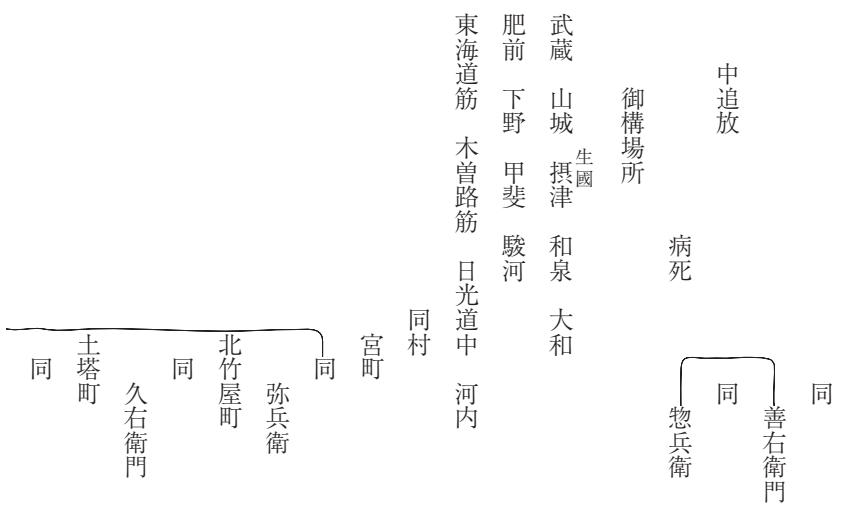 同
善右衛門
中追放 同
病死 惣兵衛
御構場所
生國
武蔵 山城 摂津 和泉 大和
肥前 下野 甲斐 駿河
東海道筋 木曽路筋 日光道中 河内
同村
宮町
同
弥兵衛
北竹屋町
同
久右衛門
土塔町
同